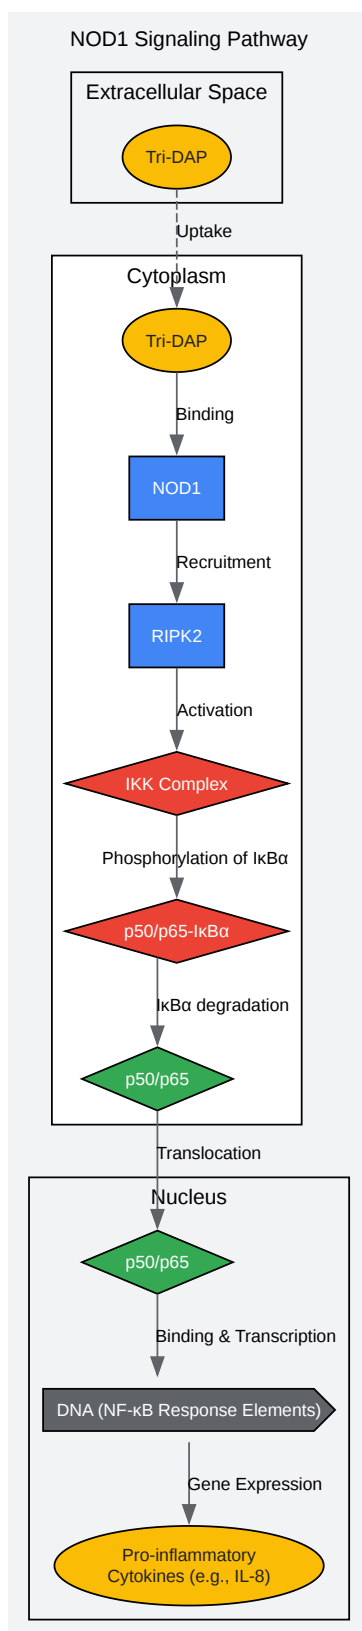 NOD1 Signaling Pathway
Extracellular Space
Tri-DAP
Uptake
Cytoplasm
Tri-DAP
Binding
NOD1
Recruitment
RIPK2
Activation
IKK Complex
Phosphorylation of IκBα
p50/p65-IκBα
IκBα degradation
p50/p65
Translocation
Nucleus
p50/p65
Binding & Transcription
DNA (NF-κB Response Elements)
Gene Expression
Pro-inflammatory
Cytokines (e.g., IL-8)